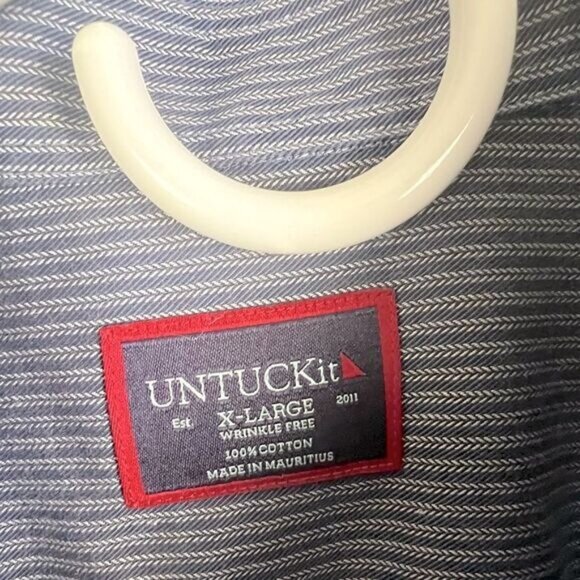 UNTUCKit
Est. X-LARGE 2011
WRINKLE FREE
100% COTTON
MADE IN MAURITIUS